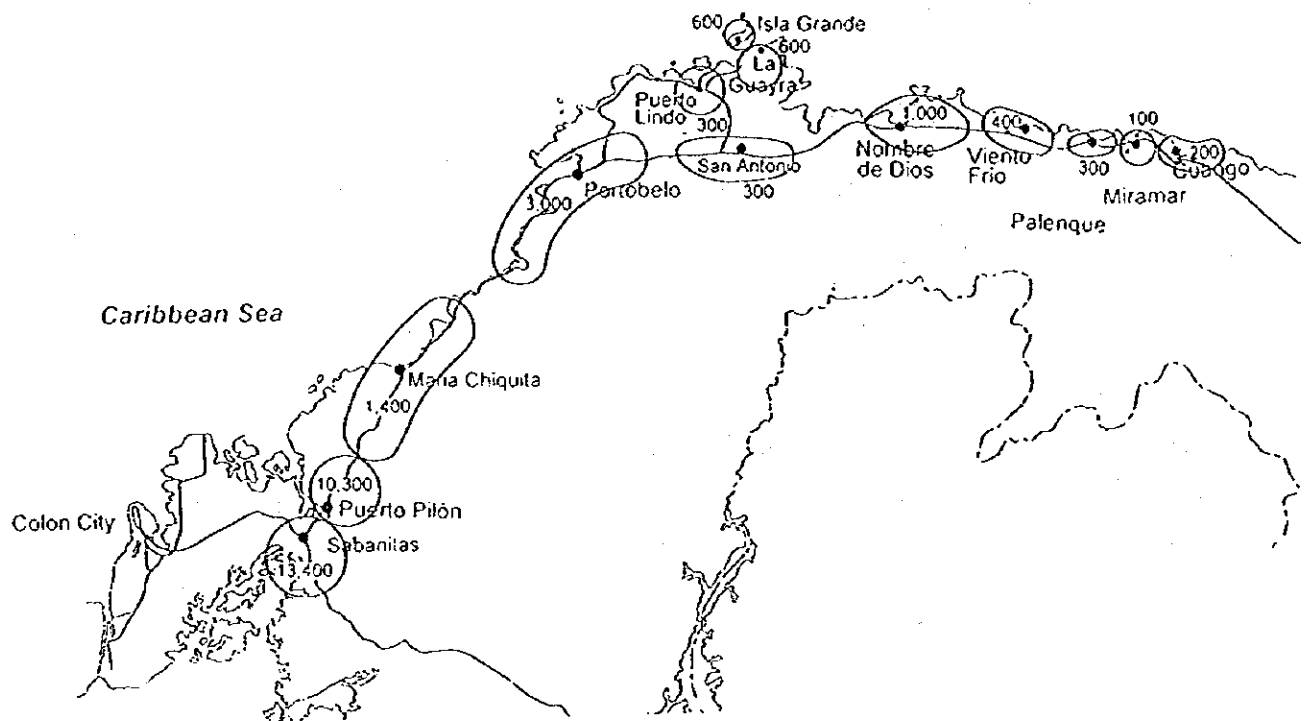 600
Isla Grande
600
La
Guayra
Puerto
Lindo
300
1,000
Nombre
de Dios
400
Viento
Frio
100
200
Cuango
300
Miramar
Palenque
San Antonio
300
Portobelo
3,000
Caribbean Sea
Maria Chiquita
1,400
10,300
Puerto Pilón
Colon City
Sabanitas
13,400